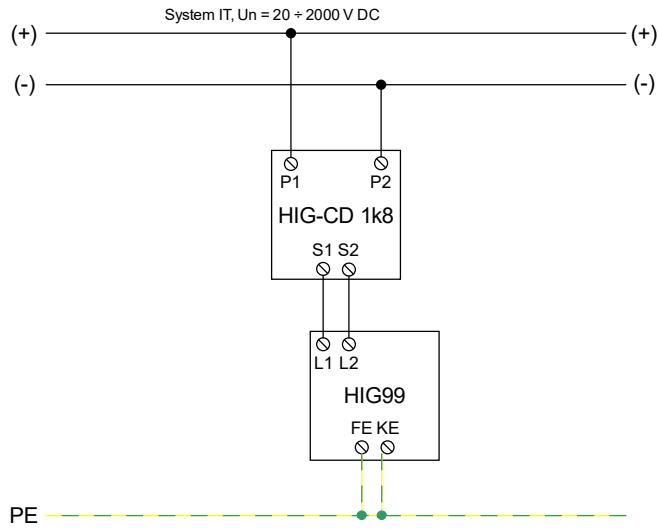 System IT, Un = 20 ÷ 2000 V DC
(+) (+)
(-) (-)
P1 P2
HIG-CD 1k8
S1 S2
L1 L2
HIG99
FE KE
PE